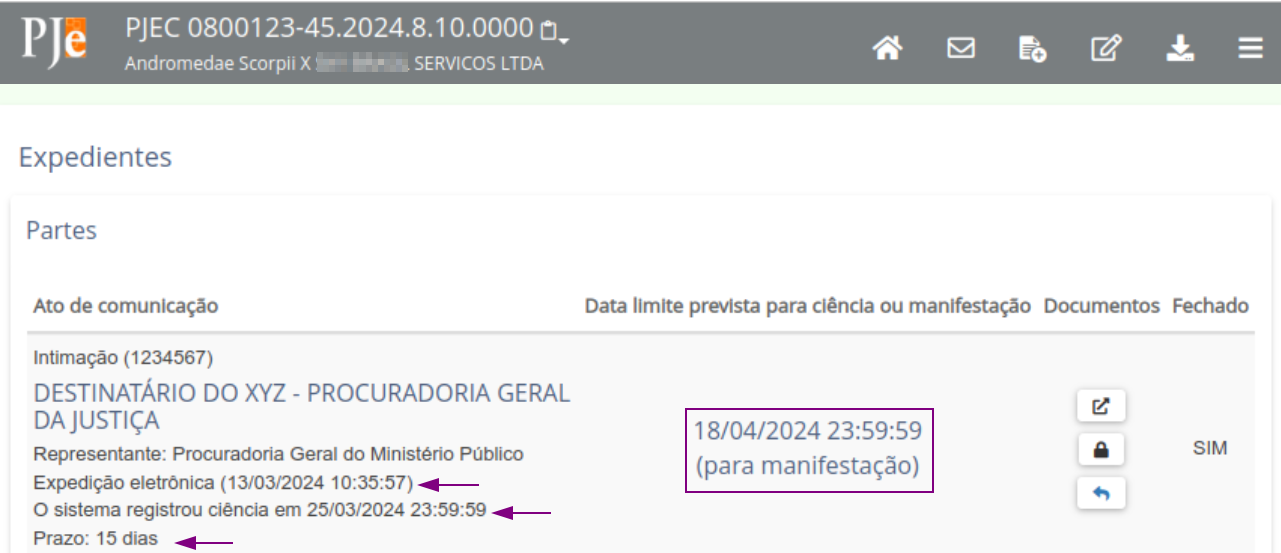 PJe
PJEC 0800123-45.2024.8.10.0000
Andromedae Scorpii X SERVICOS LTDA
Expedientes
Partes
Ato de comunicação Data limite prevista para ciência ou manifestação Documentos Fechado
Intimação (1234567)
DESTINATÁRIO DO XYZ - PROCURADORIA GERAL
DA JUSTIÇA
Representante: Procuradoria Geral do Ministério Público
Expedição eletrônica (13/03/2024 10:35:57)
O sistema registrou ciência em 25/03/2024 23:59:59
Prazo: 15 dias
18/04/2024 23:59:59
(para manifestação)
SIM